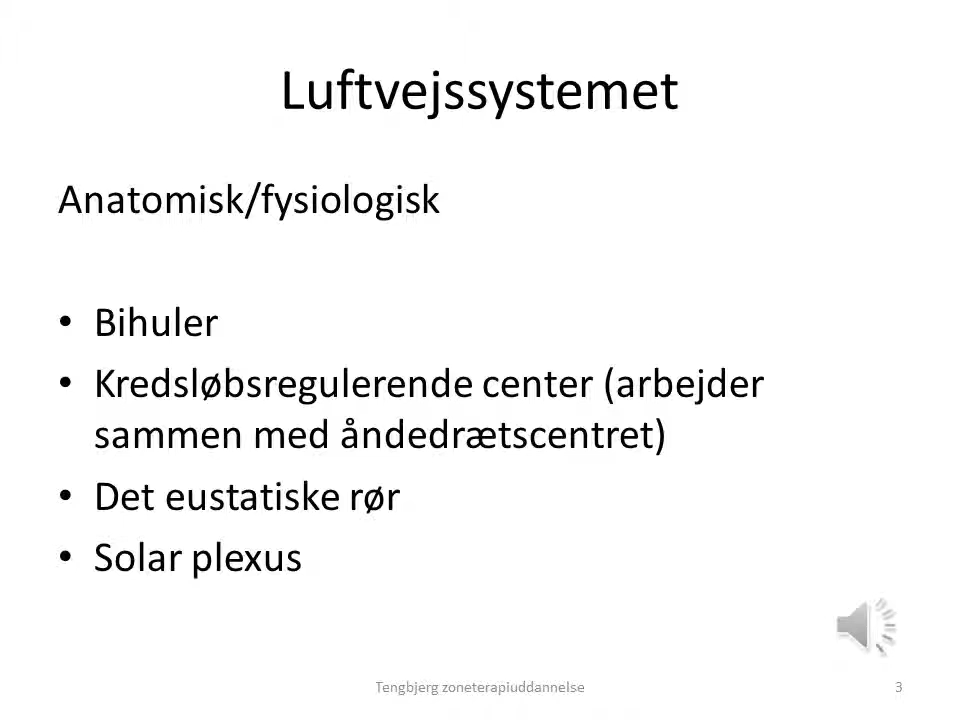 Luftvejssystemet
Anatomisk/fysiologisk
• Bihuler
• Kredsløbsregulerende center (arbejder
sammen med åndedrætscentret)
• Det eustatiske rør
• Solar plexus
Tengbjerg zoneterapiuddannelse 3